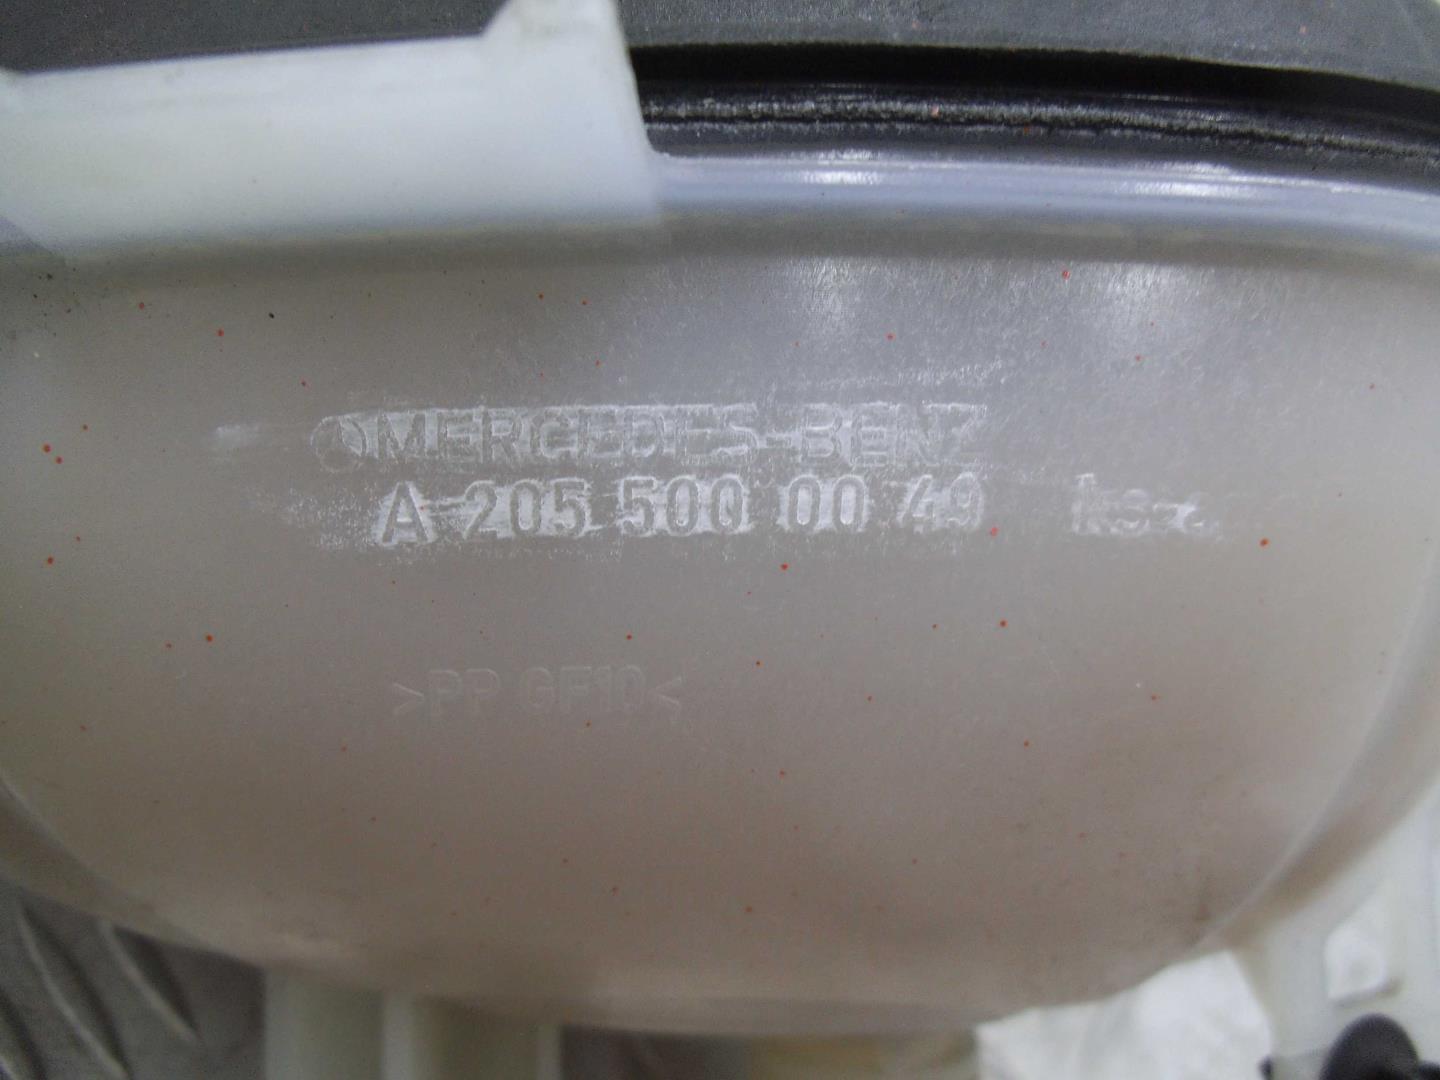 MERCEDES-BENZ
A 205 500 00 49
>PP GF10<